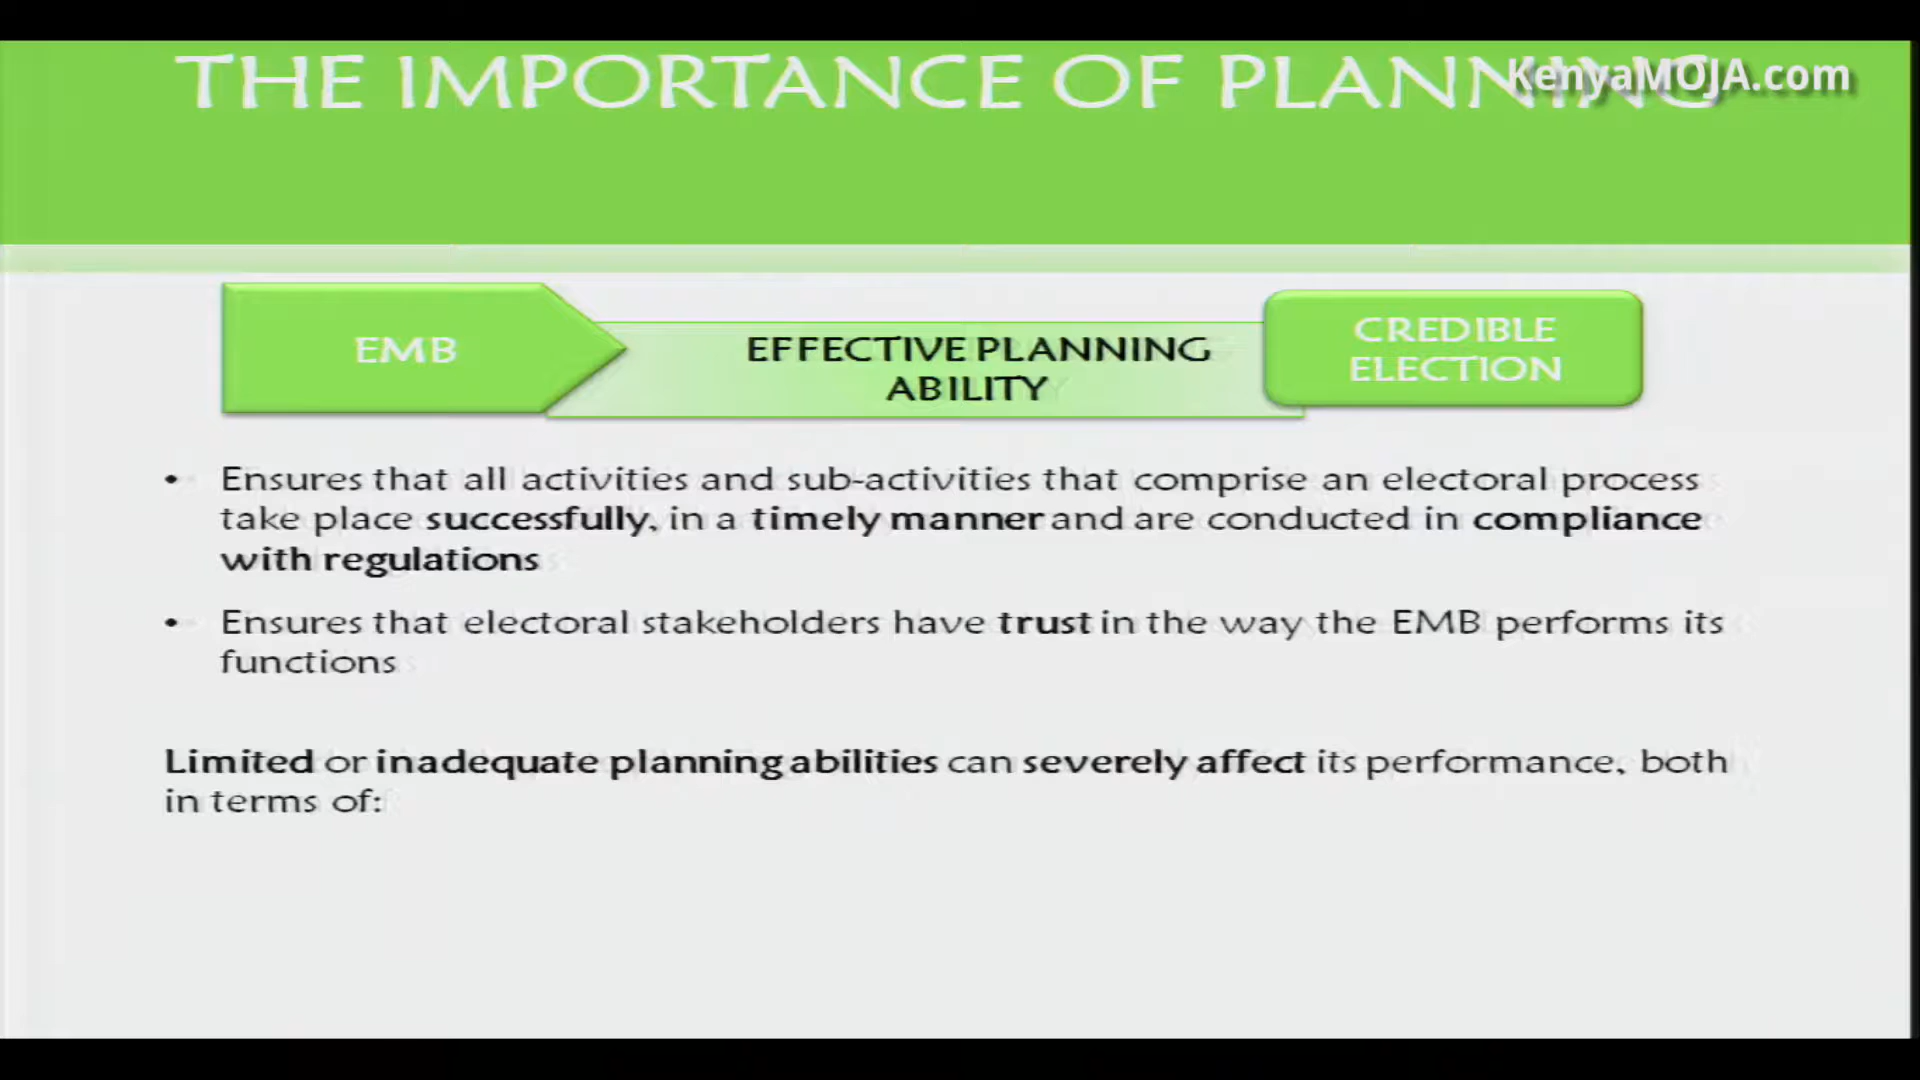 THE IMPORTANCE OF PLANNING
KenyaMOJA.com
EMB
EFFECTIVE PLANNING
ABILITY
CREDIBLE
ELECTION
• Ensures that all activities and sub-activities that comprise an electoral process
take place successfully, in a timely manner and are conducted in compliance
with regulations
• Ensures that electoral stakeholders have trust in the way the EMB performs its
functions
Limited or inadequate planning abilities can severely affect its performance, both
in terms of: